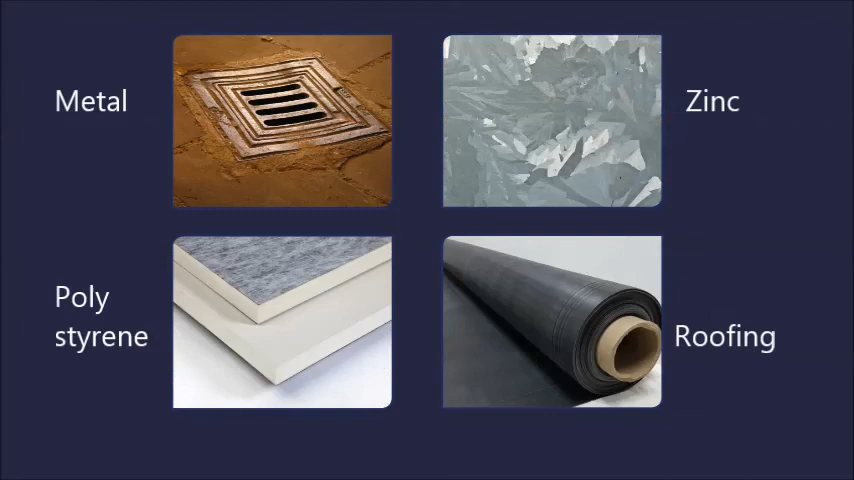 Metal
Zinc
Poly
styrene
Roofing